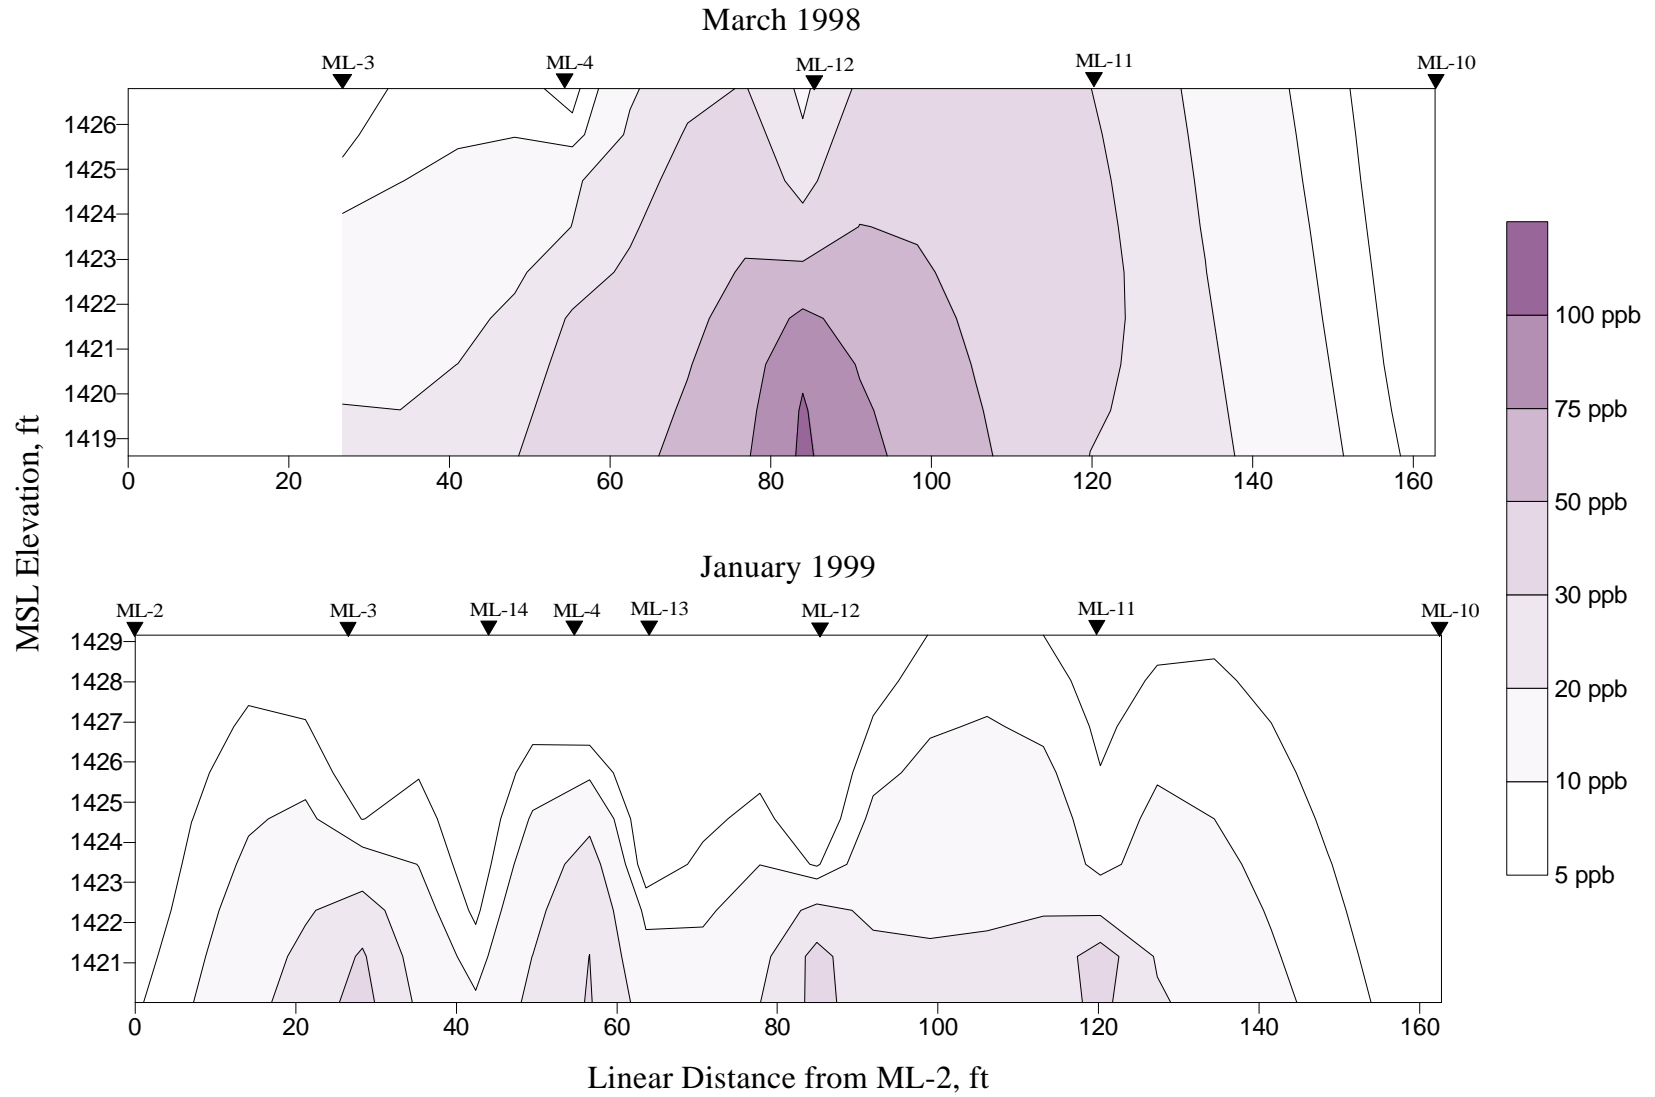 March 1998
ML-3 ML-4 ML-12 ML-11 ML-10
1426
1425
1424
1423
1422
1421
1420
1419
0 20 40 60 80 100 120 140 160
MSL Elevation, ft
100 ppb
75 ppb
50 ppb
30 ppb
20 ppb
10 ppb
5 ppb
January 1999
ML-2 ML-3 ML-14 ML-4 ML-13 ML-12 ML-11 ML-10
1429
1428
1427
1426
1425
1424
1423
1422
1421
0 20 40 60 80 100 120 140 160
Linear Distance from ML-2, ft